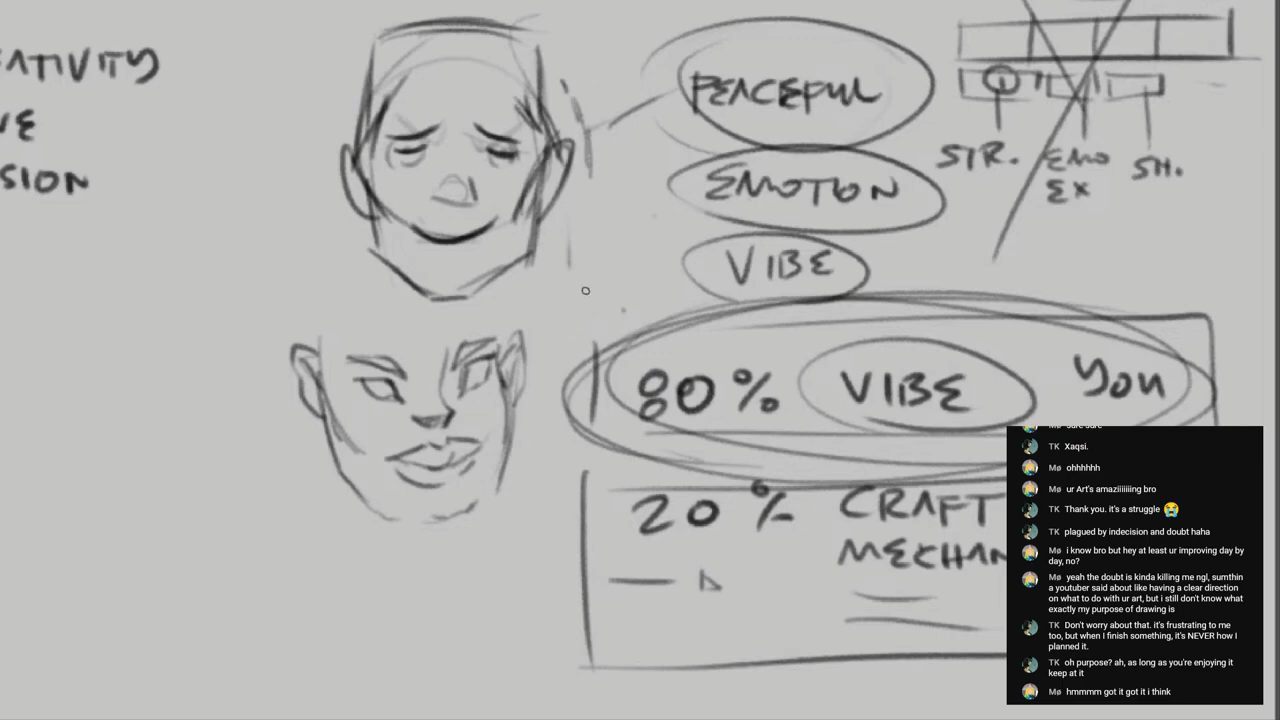 ATIVITY
VE
SION
PEACEFUL
EMOTION
VIBE
STR.
EMO
EX
SH.
80% VIBE YOU
20% CRAFT
MECHAN
Mø sure sure
TK Xaqsi.
Mø ohhhhhh
Mø ur Art's amaziiiiiiing bro
TK Thank you. it's a struggle 😭
TK plagued by indecision and doubt haha
Mø i know bro but hey at least ur improving day by
day, no?
Mø yeah the doubt is kinda killing me ngl, sumthin
a youtuber said about like having a clear direction
on what to do with ur art, but i still don't know what
exactly my purpose of drawing is
TK Don't worry about that. it's frustrating to me
too, but when I finish something, it's NEVER how I
planned it.
TK oh purpose? ah, as long as you're enjoying it
keep at it
Mø hmmmm got it got it i think